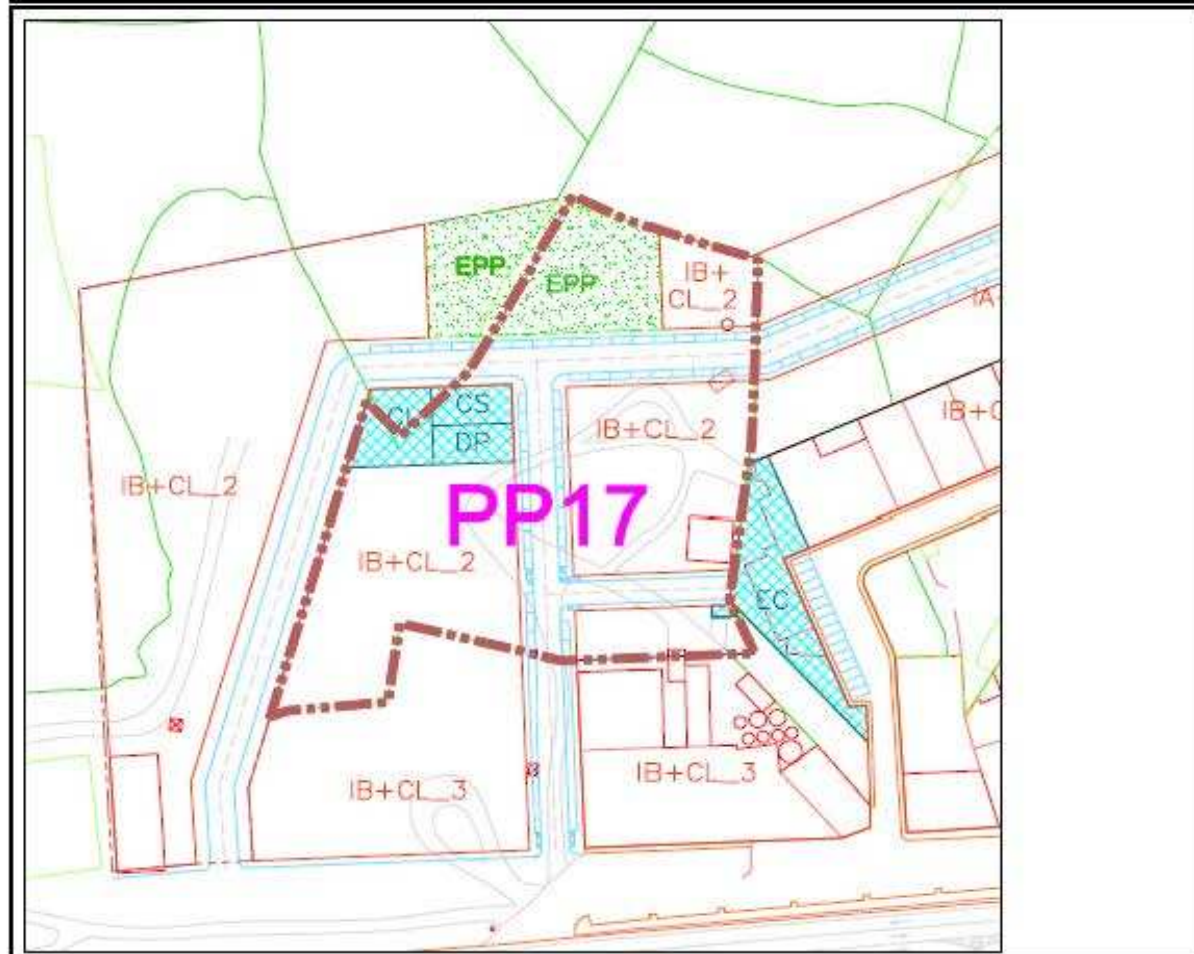 EPP
EPP
IB+
CL_2
IA
CL
CS
DP
IB+CL_2
IB+C
IB+CL_2
PP17
IB+CL_2
EC
IB+CL_3
IB+CL_3